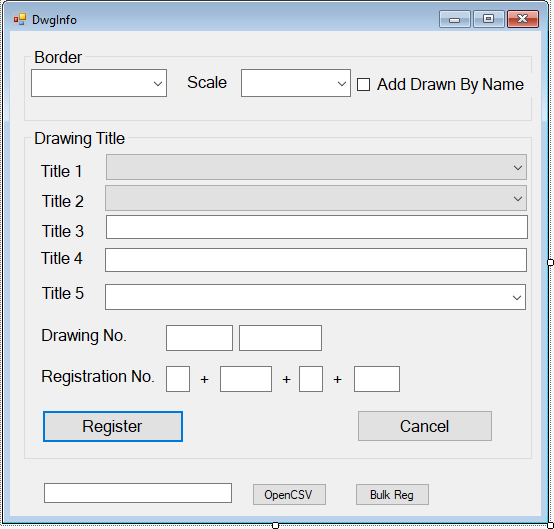 DwgInfo
Border
Scale
Add Drawn By Name
Drawing Title
Title 1
Title 2
Title 3
Title 4
Title 5
Drawing No.
Registration No. + + +
Register Cancel
OpenCSV Bulk Reg